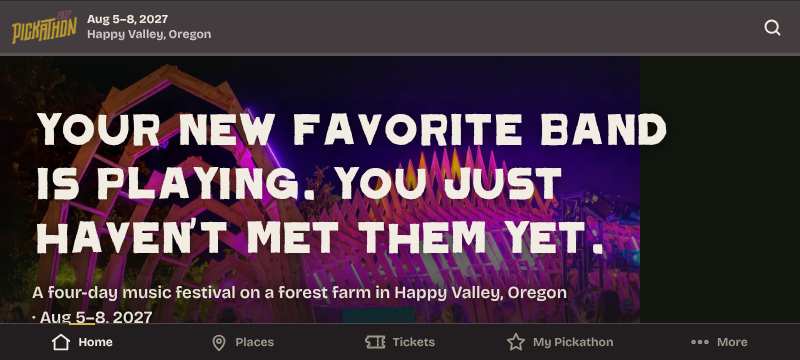 PICKATHON
Aug 5–8, 2027
Happy Valley, Oregon
YOUR NEW FAVORITE BAND
IS PLAYING. YOU JUST
HAVEN'T MET THEM YET.
A four-day music festival on a forest farm in Happy Valley, Oregon
· Aug 5–8, 2027
Home
Places
Tickets
My Pickathon
More